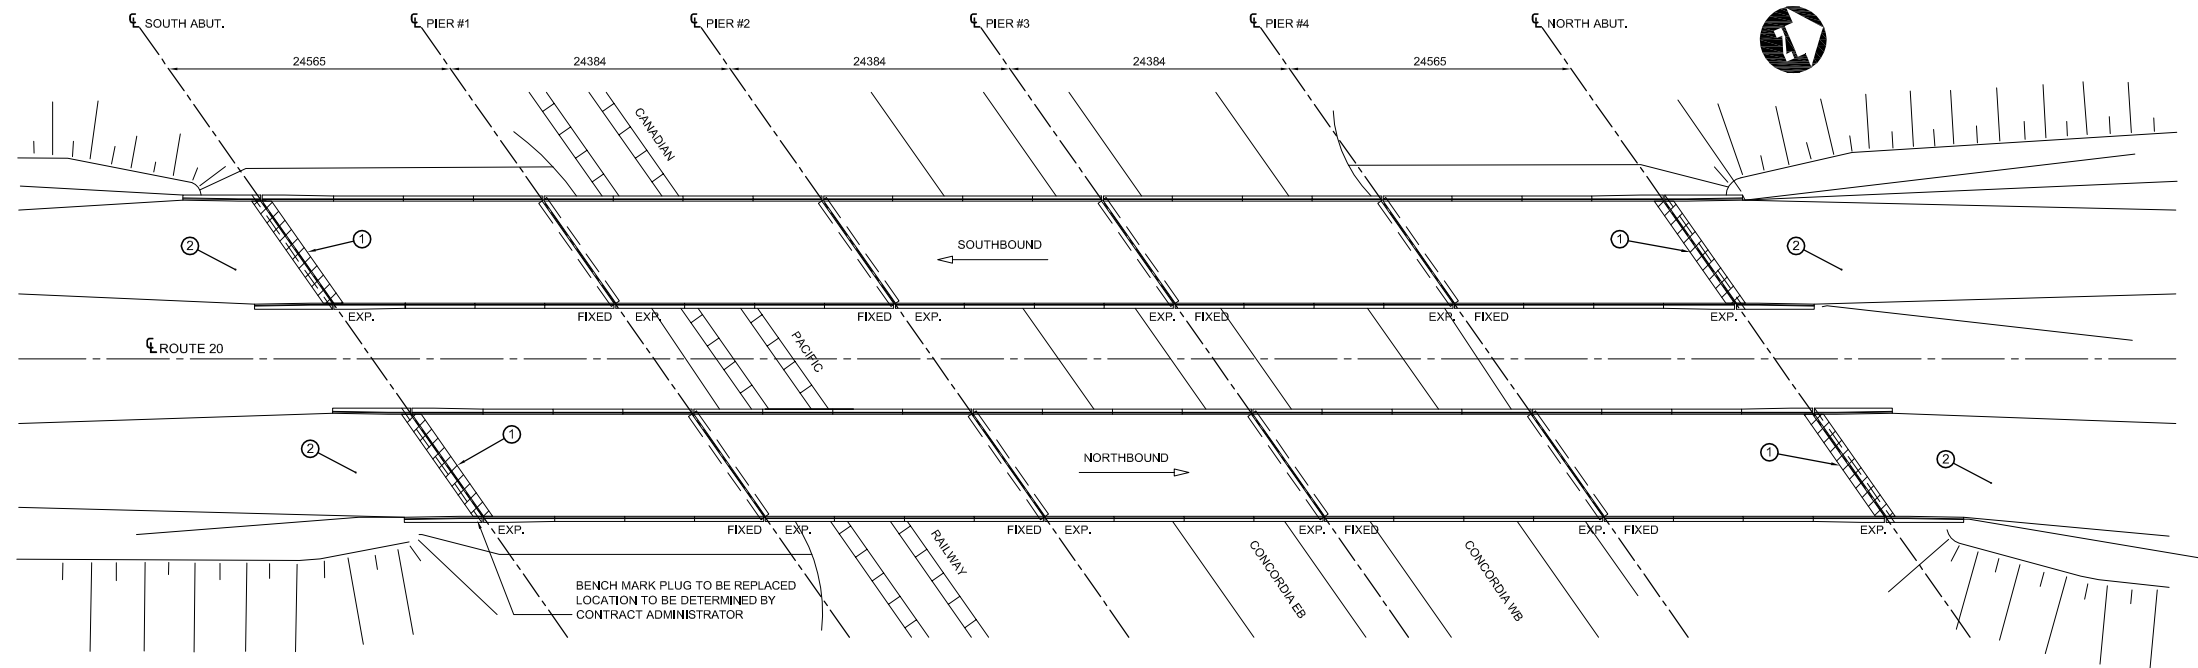 ℄ SOUTH ABUT.
℄ PIER #1
℄ PIER #2
℄ PIER #3
℄ PIER #4
℄ NORTH ABUT.
24565
24384
24384
24384
24565
CANADIAN
1
2
SOUTHBOUND
1
2
EXP.
FIXED
EXP.
FIXED
EXP.
EXP.
FIXED
EXP.
FIXED
EXP.
℄ ROUTE 20
PACIFIC
1
2
NORTHBOUND
1
2
EXP.
FIXED
EXP.
FIXED
EXP.
EXP.
FIXED
EXP.
FIXED
EXP.
RAILWAY
CONCORDIA EB
CONCORDIA WB
BENCH MARK PLUG TO BE REPLACED
LOCATION TO BE DETERMINED BY
CONTRACT ADMINISTRATOR